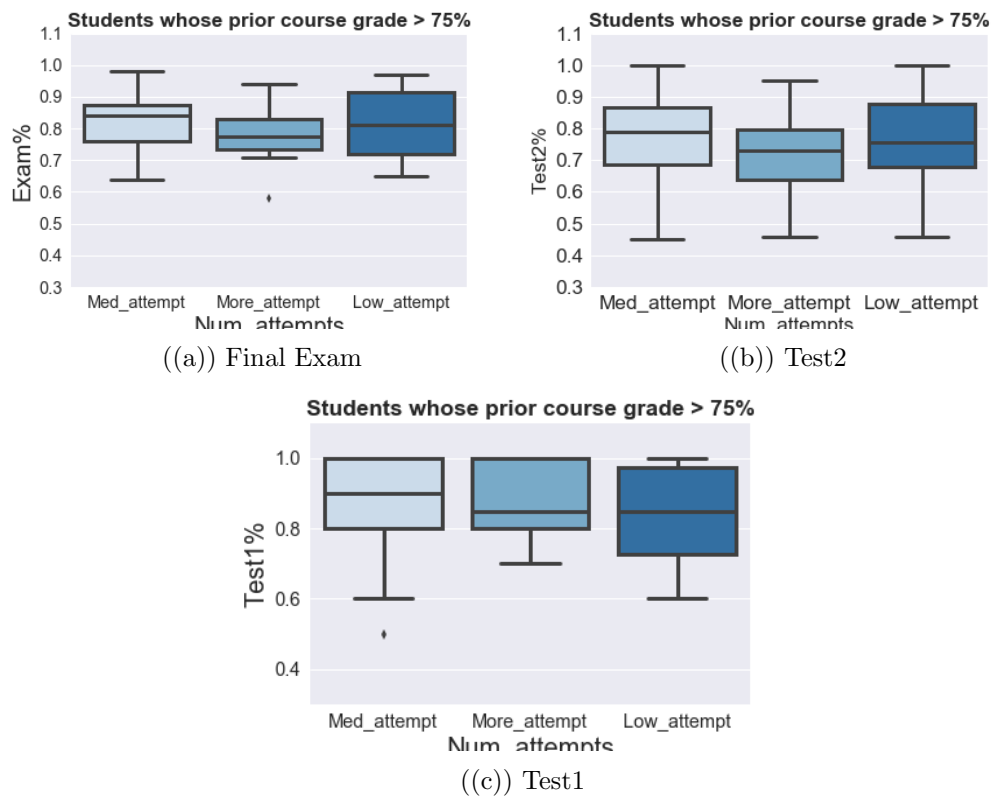 Students whose prior course grade > 75%
1.1
1.0
0.9
0.8
0.7
0.6
0.5
0.4
0.3
Exam%
Med_attempt More_attempt Low_attempt
Num_attempts
((a)) Final Exam
Students whose prior course grade > 75%
1.1
1.0
0.9
0.8
0.7
0.6
0.5
0.4
0.3
Test2%
Med_attempt More_attempt Low_attempt
Num_attempts
((b)) Test2
Students whose prior course grade > 75%
1.0
0.8
0.6
0.4
Test1%
Med_attempt More_attempt Low_attempt
Num_attempts
((c)) Test1